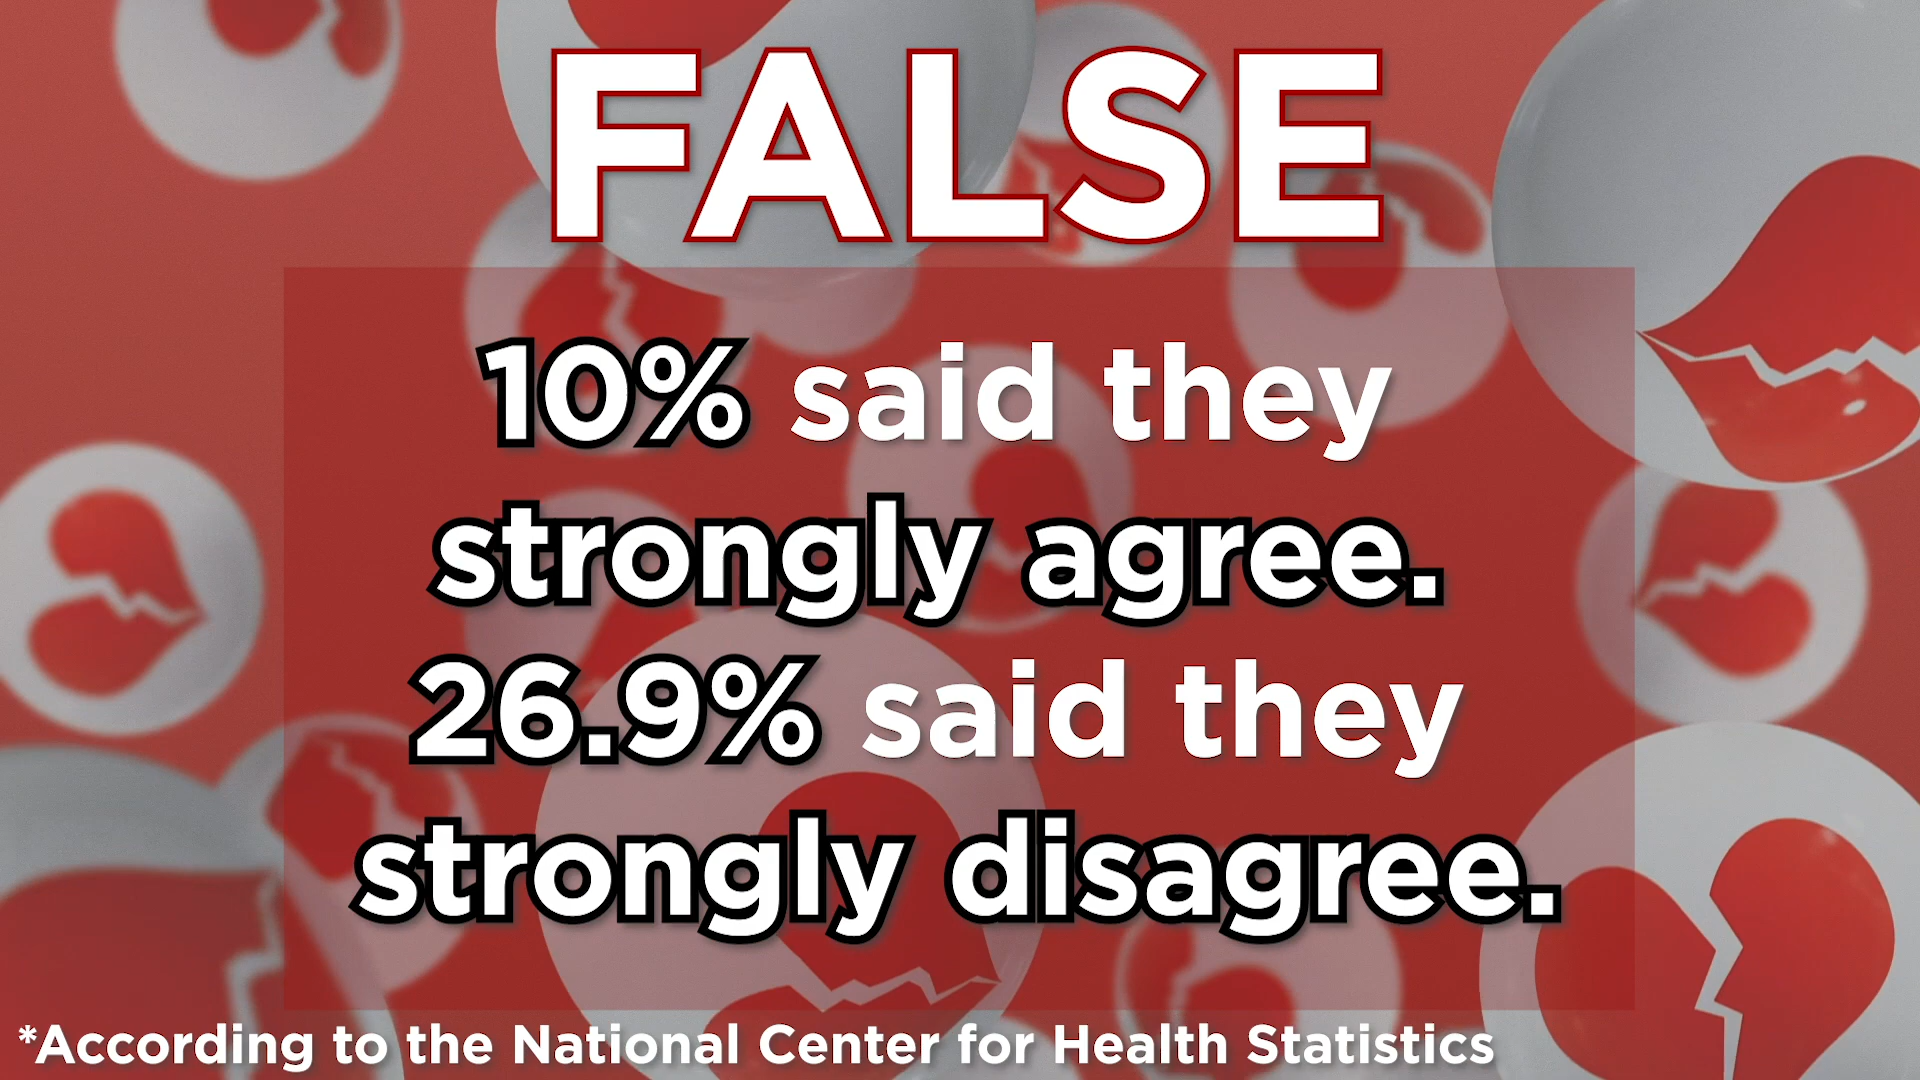 FALSE
10% said they
strongly agree.
26.9% said they
strongly disagree.
*According to the National Center for Health Statistics